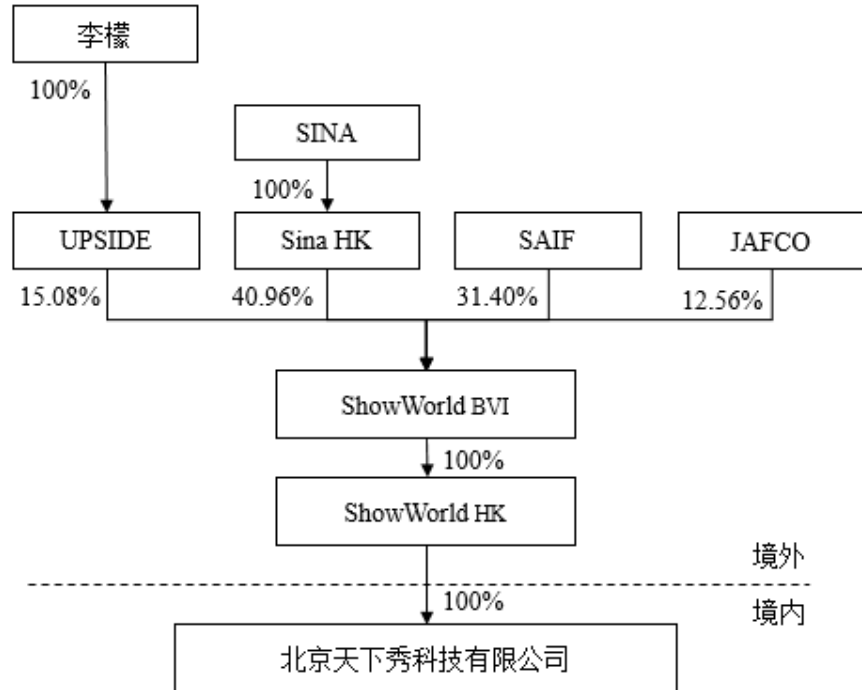 李檬
100%
SINA
100%
UPSIDE
Sina HK
SAIF
JAFCO
15.08%
40.96%
31.40%
12.56%
ShowWorld BVI
100%
ShowWorld HK
境外
100%
境内
北京天下秀科技有限公司